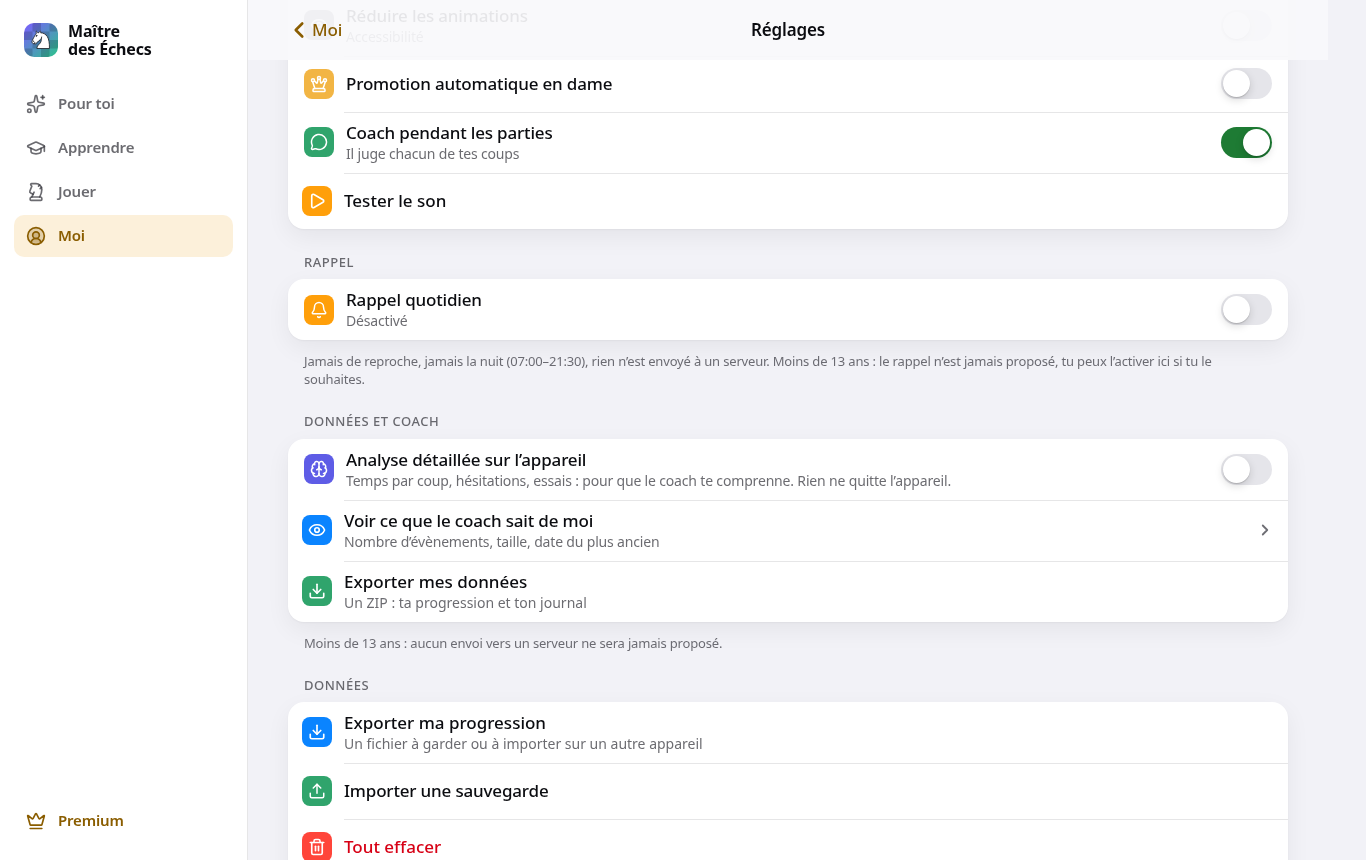 Maître
des Échecs
Pour toi
Apprendre
Jouer
Moi
Premium
Réduire les animations
Accessibilité
Moi
Réglages
Promotion automatique en dame
Coach pendant les parties
Il juge chacun de tes coups
Tester le son
RAPPEL
Rappel quotidien
Désactivé
Jamais de reproche, jamais la nuit (07:00–21:30), rien n’est envoyé à un serveur. Moins de 13 ans : le rappel n’est jamais proposé, tu peux l’activer ici si tu le
souhaites.
DONNÉES ET COACH
Analyse détaillée sur l’appareil
Temps par coup, hésitations, essais : pour que le coach te comprenne. Rien ne quitte l’appareil.
Voir ce que le coach sait de moi
Nombre d’évènements, taille, date du plus ancien
Exporter mes données
Un ZIP : ta progression et ton journal
Moins de 13 ans : aucun envoi vers un serveur ne sera jamais proposé.
DONNÉES
Exporter ma progression
Un fichier à garder ou à importer sur un autre appareil
Importer une sauvegarde
Tout effacer